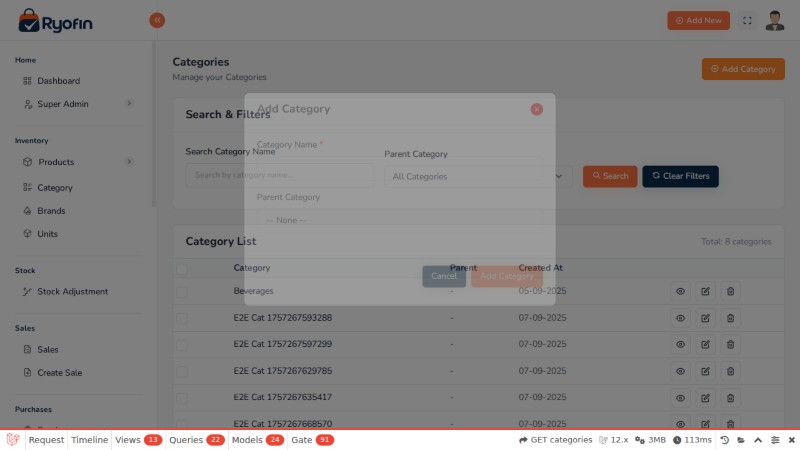 Ryofin
Add New
Home
Dashboard
Super Admin
Inventory
Products
Category
Brands
Units
Stock
Stock Adjustment
Sales
Sales
Create Sale
Purchases
Categories
Manage your Categories
Add Category
Search & Filters
Search Category Name
Search by category name...
Parent Category
All Categories
Search
Clear Filters
Add Category
Category Name *
Parent Category
-- None --
Cancel
Add Category
Category List
Total: 8 categories
Category Parent Created At
Beverages - 05-09-2025
E2E Cat 1757267593288 - 07-09-2025
E2E Cat 1757267597299 - 07-09-2025
E2E Cat 1757267629785 - 07-09-2025
E2E Cat 1757267635417 - 07-09-2025
E2E Cat 1757267668570 - 07-09-2025
Request Timeline Views 13 Queries 22 Models 24 Gate 91 GET categories 12.x 3MB 113ms